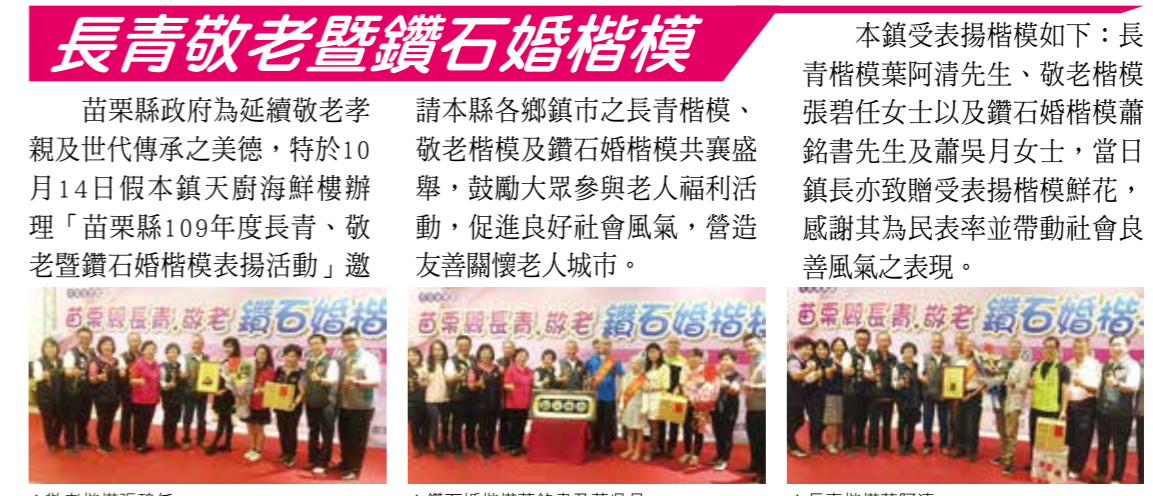 長青敬老暨鑽石婚楷模
苗栗縣政府為延續敬老孝
親及世代傳承之美德，特於10
月14日假本鎮天廚海鮮樓辦
理「苗栗縣109年度長青、敬
老暨鑽石婚楷模表揚活動」邀
請本縣各鄉鎮市之長青楷模、
敬老楷模及鑽石婚楷模共襄盛
舉，鼓勵大眾參與老人福利活
動，促進良好社會風氣，營造
友善關懷老人城市。
本鎮受表揚楷模如下：長
青楷模葉阿清先生、敬老楷模
張碧任女士以及鑽石婚楷模蕭
銘書先生及蕭吳月女士，當日
鎮長亦致贈受表揚楷模鮮花，
感謝其為民表率並帶動社會良
善風氣之表現。
苗栗縣長青.敬老 鑽石婚楷
苗栗縣長青.敬老 鑽石婚楷
苗栗縣長青.敬老 鑽石婚楷